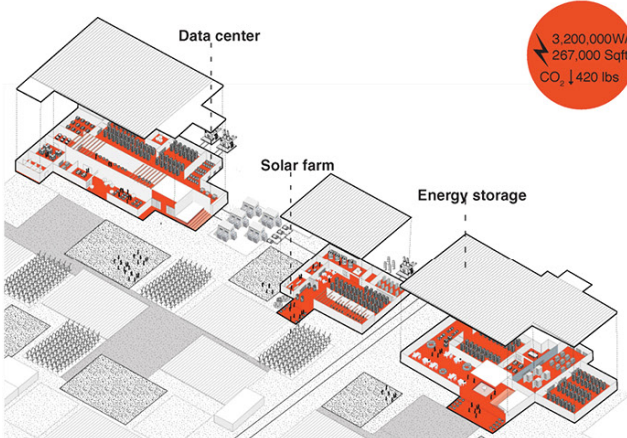 Data center
3,200,000W/
267,000 Sqft
CO₂ ↓ 420 lbs
Solar farm
Energy storage